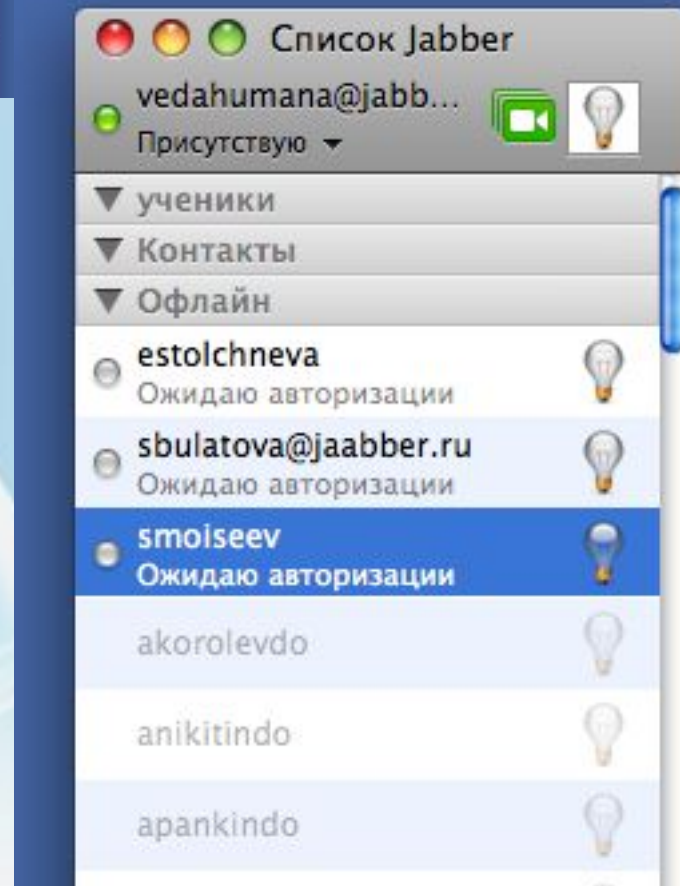 Список Jabber
vedahumana@jabb...
Присутствую
ученики
Контакты
Офлайн
estolchneva
Ожидаю авторизации
sbulatova@jaabber.ru
Ожидаю авторизации
smoiseev
Ожидаю авторизации
akorolevdo
anikitindo
apankindo